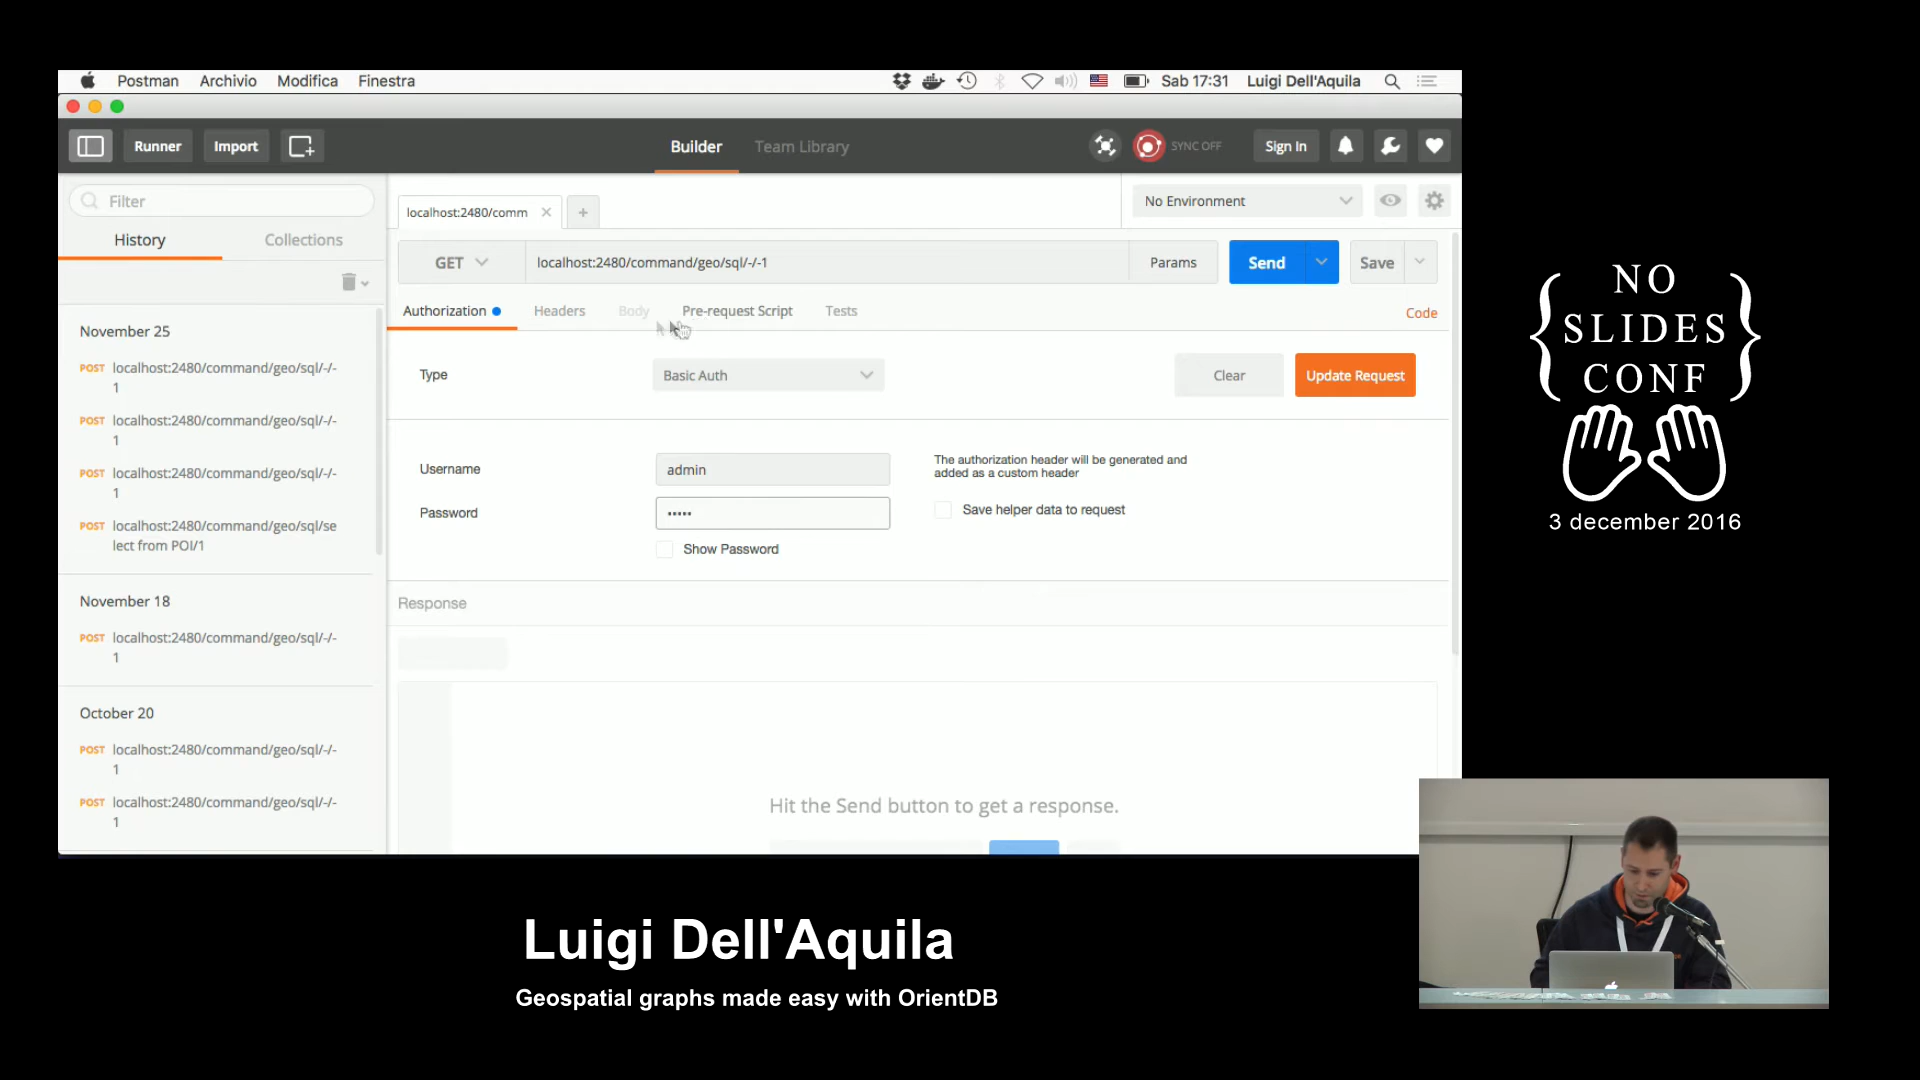 Postman Archivio Modifica Finestra
Sab 17:31 Luigi Dell'Aquila
Runner Import
Builder Team Library
SYNC OFF
Sign In
Filter
History Collections
November 25
POST localhost:2480/command/geo/sql/-/-
1
POST localhost:2480/command/geo/sql/-/-
1
POST localhost:2480/command/geo/sql/-/-
1
POST localhost:2480/command/geo/sql/se
lect from POI/1
November 18
POST localhost:2480/command/geo/sql/-/-
1
October 20
POST localhost:2480/command/geo/sql/-/-
1
POST localhost:2480/command/geo/sql/-/-
1
localhost:2480/comm
No Environment
GET localhost:2480/command/geo/sql/-/-1 Params Send Save
Authorization Headers Body Pre-request Script Tests Code
Type Basic Auth Clear Update Request
Username admin
The authorization header will be generated and
added as a custom header
Password •••••
Save helper data to request
Show Password
Response
Hit the Send button to get a response.
{ NO
SLIDES
CONF }
3 december 2016
Luigi Dell'Aquila
Geospatial graphs made easy with OrientDB